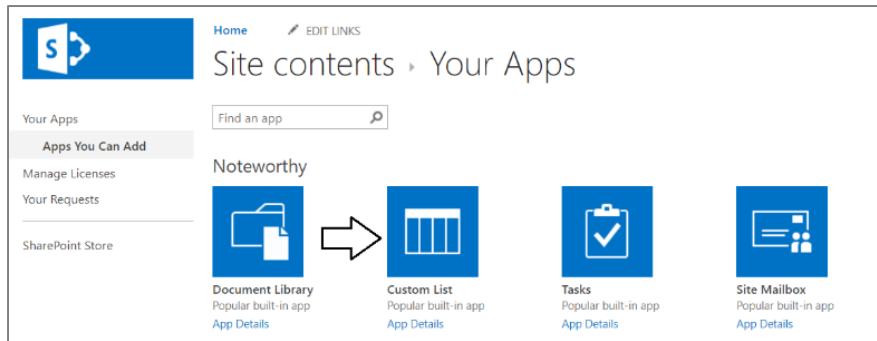 S
Home EDIT LINKS
Site contents › Your Apps
Find an app
Your Apps
Apps You Can Add
Manage Licenses
Your Requests
SharePoint Store
Noteworthy
Document Library
Popular built-in app
App Details
Custom List
Popular built-in app
App Details
Tasks
Popular built-in app
App Details
Site Mailbox
Popular built-in app
App Details